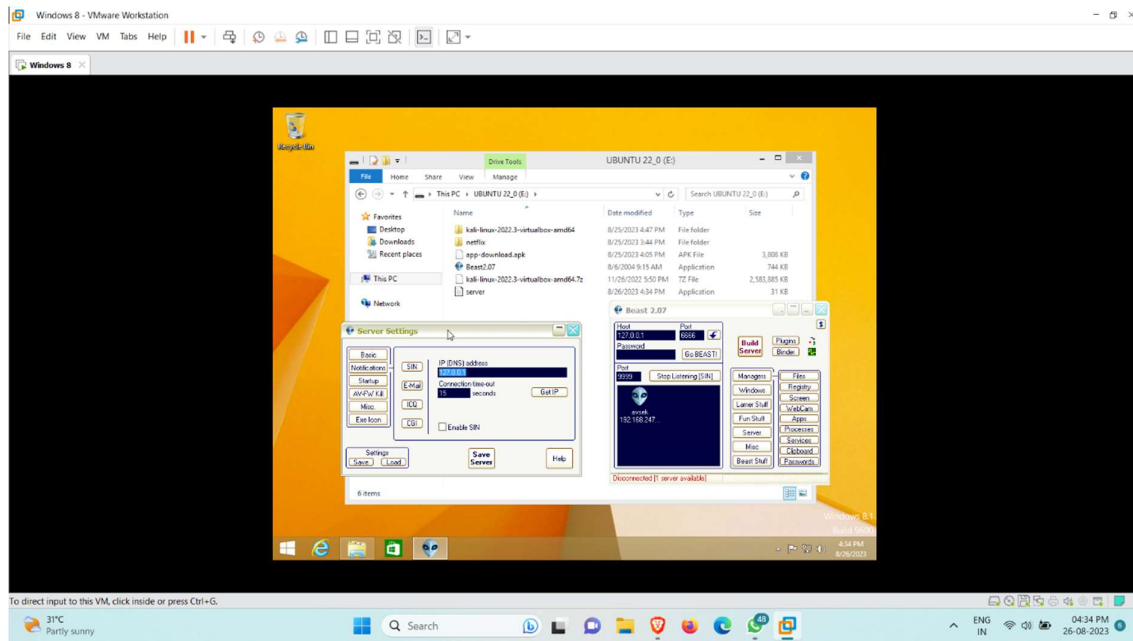 Windows 8 - VMware Workstation
File Edit View VM Tabs Help
Windows 8
Recycle Bin
Drive Tools
UBUNTU 22_0 (E:)
File Home Share View Manage
This PC UBUNTU 22_0 (E:)
Search UBUNTU 22_0 (E:)
Name Date modified Type Size
Favorites
Desktop
Downloads
Recent places
This PC
Network
kali-linux-2022.3-virtualbox-amd64 8/25/2023 4:47 PM File folder
netflix 8/25/2023 3:44 PM File folder
app-download.apk 8/25/2023 4:05 PM APK File 3,808 KB
Beast2.07 8/6/2004 9:15 AM Application 744 KB
kali-linux-2022.3-virtualbox-amd64.7z 11/26/2022 5:50 PM 7Z File 2,583,885 KB
server 8/26/2023 4:34 PM Application 31 KB
Server Settings
Basic
Notifications
Startup
AV-FW Kill
Misc.
Exe Icon
SIN
E-Mail
ICQ
CGI
IP (DNS) address
127.0.0.1
Connection time-out
15 seconds
Get IP
Enable SIN
Settings
Save Load
Save Server
Help
6 items
Beast 2.07
Host Port
127.0.0.1 6666
Password
Go BEAST!
Port
9999 Stop Listening [SIN]
avsek
192.168.247...
Build Server
Plugins
Binder
Managers
Windows
Lamer Stuff
Fun Stuff
Server
Misc
Beast Stuff
Files
Registry
Screen
WebCam
Apps
Processes
Services
Clipboard
Passwords
Disconnected [1 server available]
Windows 8.1
Build 9600
4:34 PM
8/26/2023
To direct input to this VM, click inside or press Ctrl+G.
31°C
Partly sunny
Search
48
ENG
IN
04:34 PM
26-08-2023
6